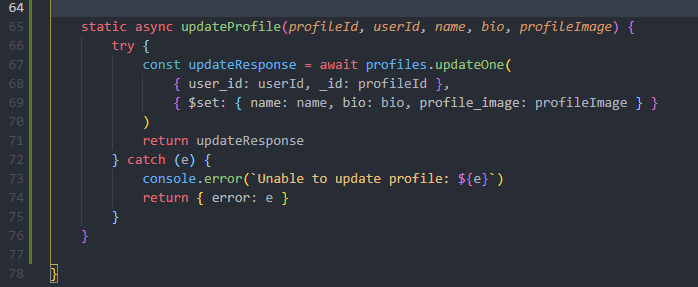 64
65 static async updateProfile(profileId, userId, name, bio, profileImage) {
66 try {
67 const updateResponse = await profiles.updateOne(
68 { user_id: userId, _id: profileId },
69 { $set: { name: name, bio: bio, profile_image: profileImage } }
70 )
71 return updateResponse
72 } catch (e) {
73 console.error(`Unable to update profile: ${e}`)
74 return { error: e }
75 }
76 }
77
78 }